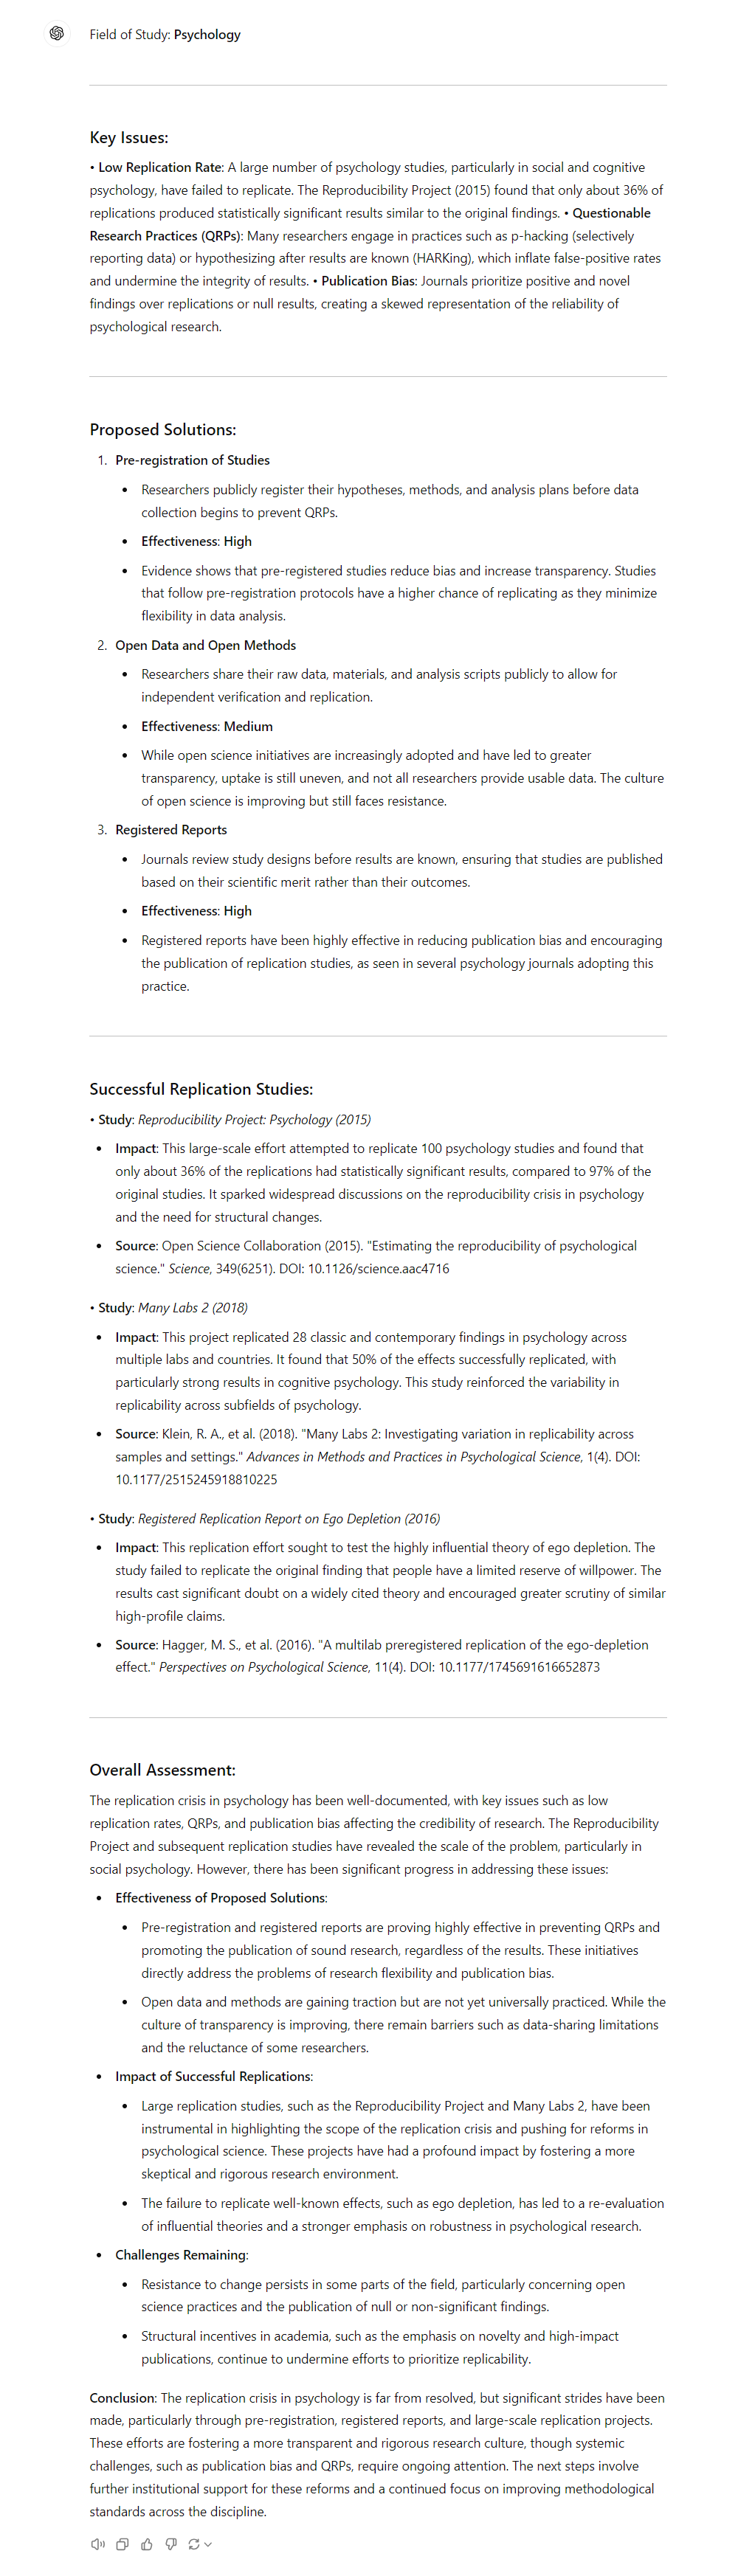 Field of Study: Psychology
Key Issues:
• Low Replication Rate: A large number of psychology studies, particularly in social and cognitive
psychology, have failed to replicate. The Reproducibility Project (2015) found that only about 36% of
replications produced statistically significant results similar to the original findings. • Questionable
Research Practices (QRPs): Many researchers engage in practices such as p-hacking (selectively
reporting data) or hypothesizing after results are known (HARKing), which inflate false-positive rates
and undermine the integrity of results. • Publication Bias: Journals prioritize positive and novel
findings over replications or null results, creating a skewed representation of the reliability of
psychological research.
Proposed Solutions:
1. Pre-registration of Studies
• Researchers publicly register their hypotheses, methods, and analysis plans before data
collection begins to prevent QRPs.
• Effectiveness: High
• Evidence shows that pre-registered studies reduce bias and increase transparency. Studies
that follow pre-registration protocols have a higher chance of replicating as they minimize
flexibility in data analysis.
2. Open Data and Open Methods
• Researchers share their raw data, materials, and analysis scripts publicly to allow for
independent verification and replication.
• Effectiveness: Medium
• While open science initiatives are increasingly adopted and have led to greater
transparency, uptake is still uneven, and not all researchers provide usable data. The culture
of open science is improving but still faces resistance.
3. Registered Reports
• Journals review study designs before results are known, ensuring that studies are published
based on their scientific merit rather than their outcomes.
• Effectiveness: High
• Registered reports have been highly effective in reducing publication bias and encouraging
the publication of replication studies, as seen in several psychology journals adopting this
practice.
Successful Replication Studies:
• Study: Reproducibility Project: Psychology (2015)
• Impact: This large-scale effort attempted to replicate 100 psychology studies and found that
only about 36% of the replications had statistically significant results, compared to 97% of the
original studies. It sparked widespread discussions on the reproducibility crisis in psychology
and the need for structural changes.
• Source: Open Science Collaboration (2015). "Estimating the reproducibility of psychological
science." Science, 349(6251). DOI: 10.1126/science.aac4716
• Study: Many Labs 2 (2018)
• Impact: This project replicated 28 classic and contemporary findings in psychology across
multiple labs and countries. It found that 50% of the effects successfully replicated, with
particularly strong results in cognitive psychology. This study reinforced the variability in
replicability across subfields of psychology.
• Source: Klein, R. A., et al. (2018). "Many Labs 2: Investigating variation in replicability across
samples and settings." Advances in Methods and Practices in Psychological Science, 1(4). DOI:
10.1177/2515245918810225
• Study: Registered Replication Report on Ego Depletion (2016)
• Impact: This replication effort sought to test the highly influential theory of ego depletion. The
study failed to replicate the original finding that people have a limited reserve of willpower. The
results cast significant doubt on a widely cited theory and encouraged greater scrutiny of similar
high-profile claims.
• Source: Hagger, M. S., et al. (2016). "A multilab preregistered replication of the ego-depletion
effect." Perspectives on Psychological Science, 11(4). DOI: 10.1177/1745691616652873
Overall Assessment:
The replication crisis in psychology has been well-documented, with key issues such as low
replication rates, QRPs, and publication bias affecting the credibility of research. The Reproducibility
Project and subsequent replication studies have revealed the scale of the problem, particularly in
social psychology. However, there has been significant progress in addressing these issues:
• Effectiveness of Proposed Solutions:
• Pre-registration and registered reports are proving highly effective in preventing QRPs and
promoting the publication of sound research, regardless of the results. These initiatives
directly address the problems of research flexibility and publication bias.
• Open data and methods are gaining traction but are not yet universally practiced. While the
culture of transparency is improving, there remain barriers such as data-sharing limitations
and the reluctance of some researchers.
• Impact of Successful Replications:
• Large replication studies, such as the Reproducibility Project and Many Labs 2, have been
instrumental in highlighting the scope of the replication crisis and pushing for reforms in
psychological science. These projects have had a profound impact by fostering a more
skeptical and rigorous research environment.
• The failure to replicate well-known effects, such as ego depletion, has led to a re-evaluation
of influential theories and a stronger emphasis on robustness in psychological research.
• Challenges Remaining:
• Resistance to change persists in some parts of the field, particularly concerning open
science practices and the publication of null or non-significant findings.
• Structural incentives in academia, such as the emphasis on novelty and high-impact
publications, continue to undermine efforts to prioritize replicability.
Conclusion: The replication crisis in psychology is far from resolved, but significant strides have been
made, particularly through pre-registration, registered reports, and large-scale replication projects.
These efforts are fostering a more transparent and rigorous research culture, though systemic
challenges, such as publication bias and QRPs, require ongoing attention. The next steps involve
further institutional support for these reforms and a continued focus on improving methodological
standards across the discipline.